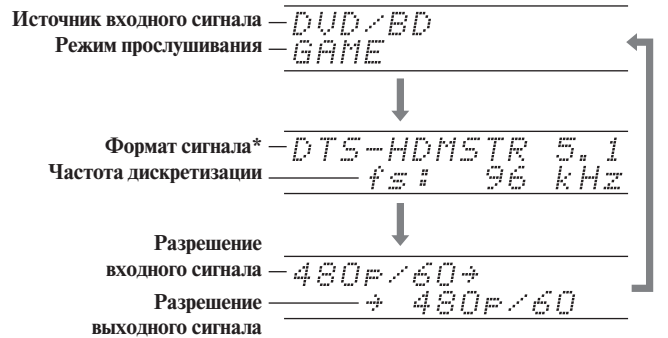 Источник входного сигнала
DVD/BD
Режим прослушивания
GAME
Формат сигнала*
DTS-HDMSTR 5.1
Частота дискретизации
fs: 96 kHz
Разрешение
входного сигнала
480p/60→
Разрешение
выходного сигнала
→ 480p/60